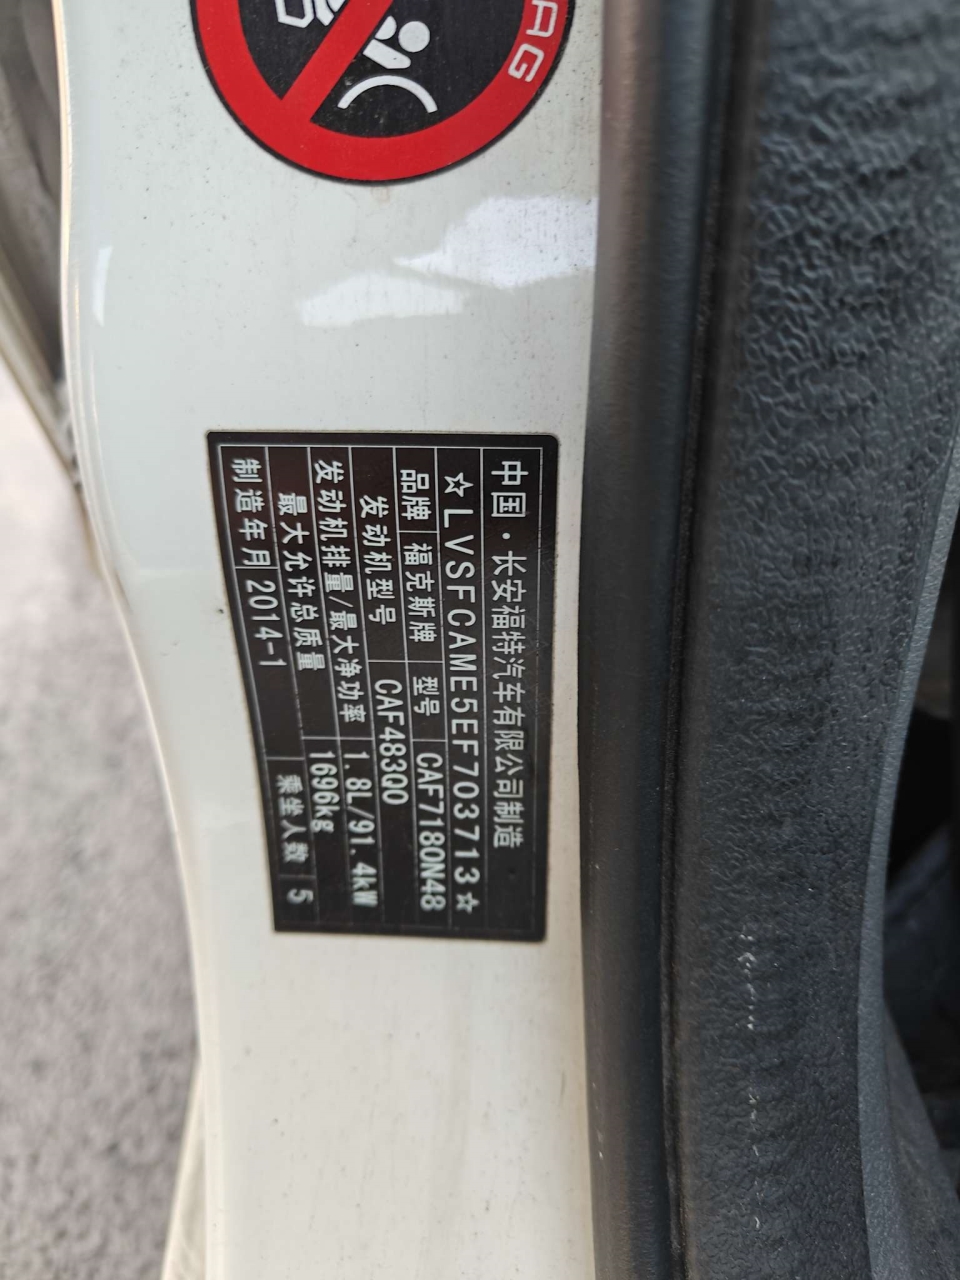 AG
中国·长安福特汽车有限公司制造
☆LVSFCAME5EF703713☆
品牌 福克斯牌 型号 CAF7180N48
发动机型号 CAF483Q0
发动机排量/最大净功率 1.8L/91.4kW
最大允许总质量 1696kg
制造年月 2014-1 乘坐人数 5